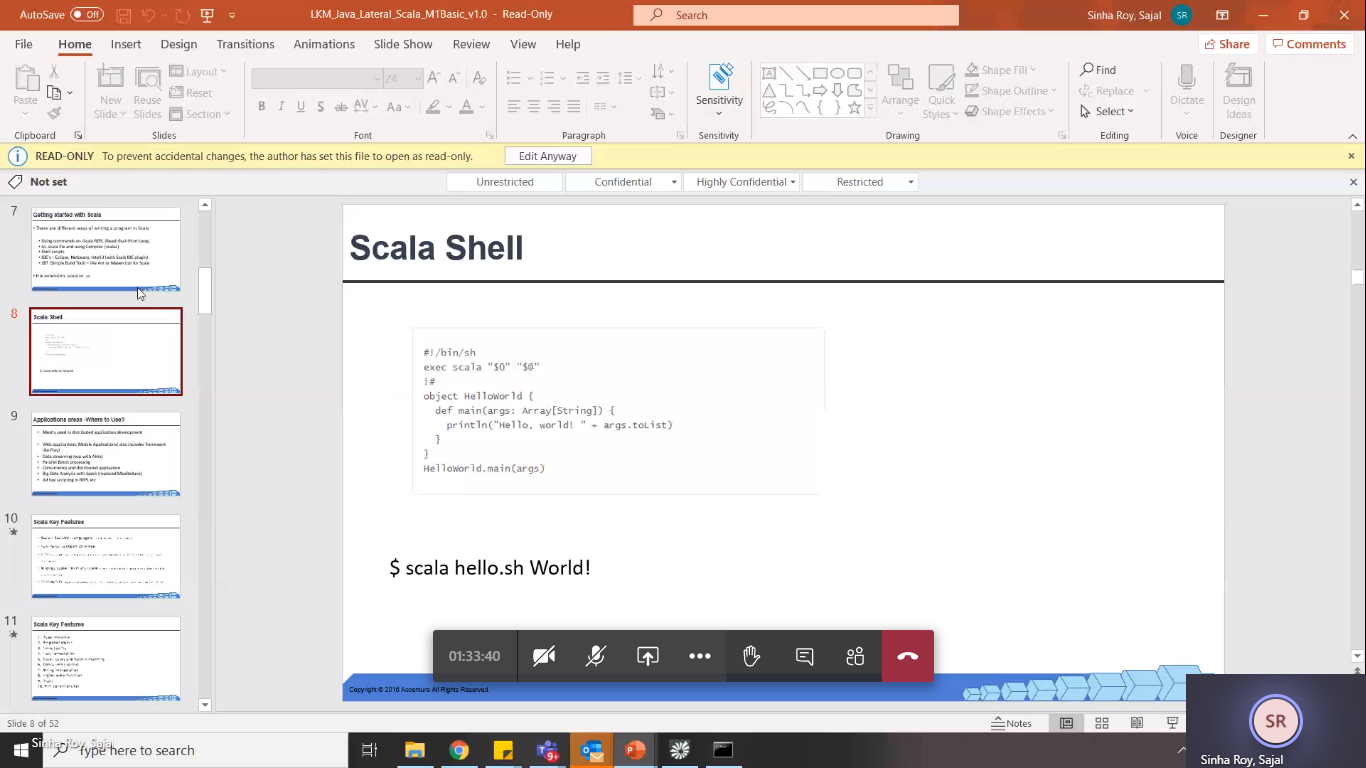 AutoSave Off
LKM_Java_Lateral_Scala_M1Basic_v1.0 - Read-Only
Search
Sinha Roy, Sajal
SR
File Home Insert Design Transitions Animations Slide Show Review View Help
Share Comments
Paste
New Slide
Reuse Slides
Layout
Reset
Section
24
Sensitivity
Arrange
Quick Styles
Shape Fill
Shape Outline
Shape Effects
Find
Replace
Select
Dictate
Design Ideas
Clipboard Slides Font Paragraph Sensitivity Drawing Editing Voice Designer
READ-ONLY To prevent accidental changes, the author has set this file to open as read-only. Edit Anyway
Not set Unrestricted Confidential Highly Confidential Restricted
7
Getting started with Scala
8
Scala Shell
9
Applications areas -Where to Use?
10
Scala Key Features
11
Scala Key Features
Scala Shell
#!/bin/sh
exec scala "$0" "$@"
!#
object HelloWorld {
def main(args: Array[String]) {
println("Hello, world! " + args.toList)
}
}
HelloWorld.main(args)
$ scala hello.sh World!
01:33:40
Copyright © 2016 Accenture All Rights Reserved.
Slide 8 of 52
Notes
Sinha Roy, Sajal
Type here to search
9+
SR
Sinha Roy, Sajal